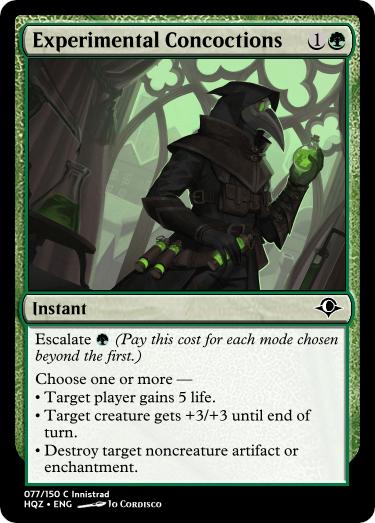 Experimental Concoctions 1
Instant
Escalate (Pay this cost for each mode chosen
beyond the first.)
Choose one or more —
• Target player gains 5 life.
• Target creature gets +3/+3 until end of
turn.
• Destroy target noncreature artifact or
enchantment.
077/150 C Innistrad
HQZ • ENG Jo Cordisco